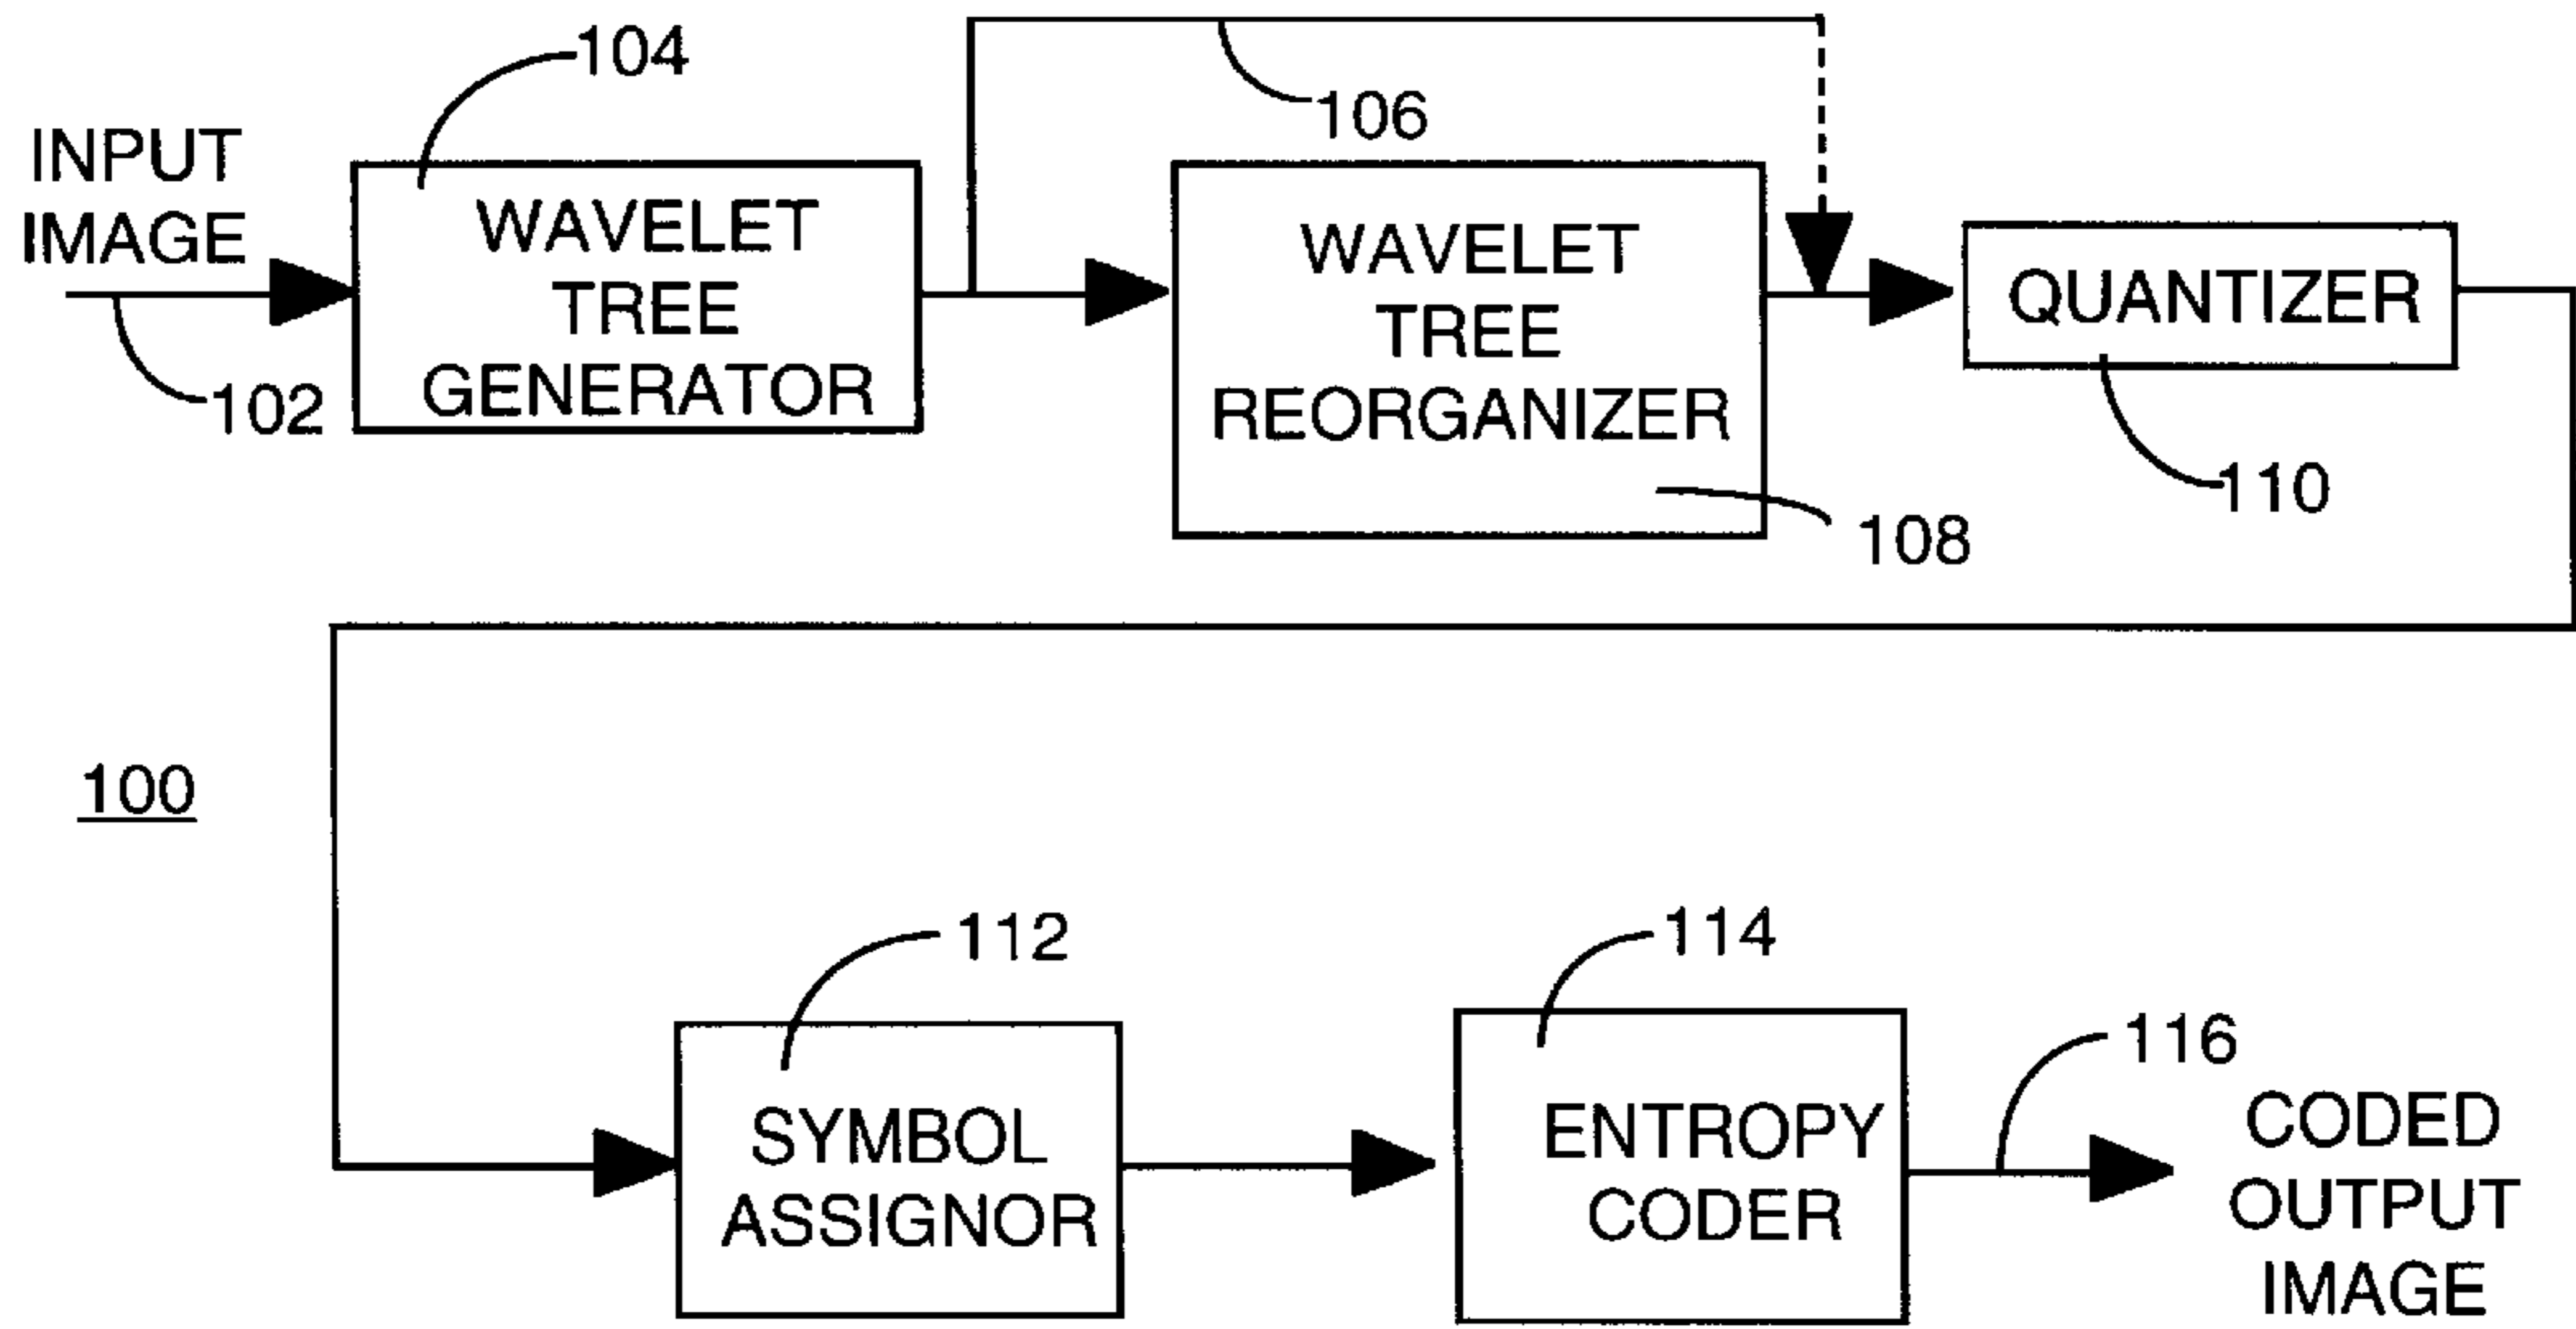 104
106
INPUT
IMAGE
102
WAVELET
TREE
GENERATOR
WAVELET
TREE
REORGANIZER
108
QUANTIZER
110
100
112
SYMBOL
ASSIGNOR
114
ENTROPY
CODER
116
CODED
OUTPUT
IMAGE